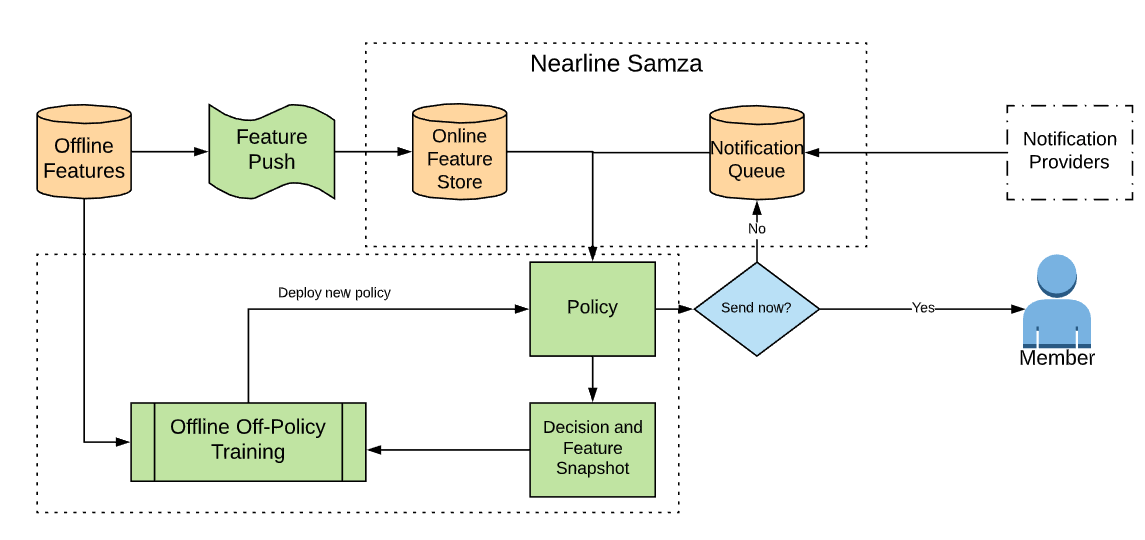 Nearline Samza
Offline
Features
Feature
Push
Online
Feature
Store
Notification
Queue
Notification
Providers
No
Deploy new policy
Policy
Send now?
Yes
Member
Offline Off-Policy
Training
Decision and
Feature
Snapshot